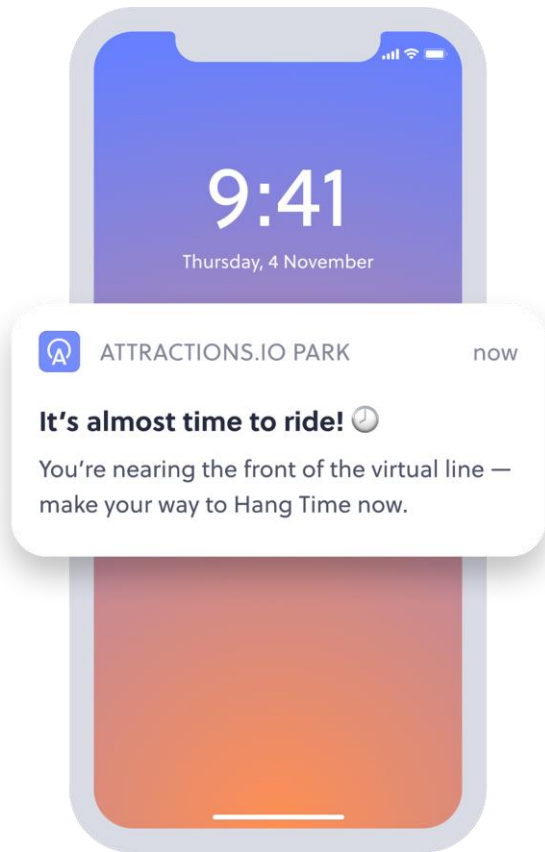 9:41
Thursday, 4 November
ATTRACTIONS.IO PARK now
It’s almost time to ride! 🕗
You’re nearing the front of the virtual line —
make your way to Hang Time now.